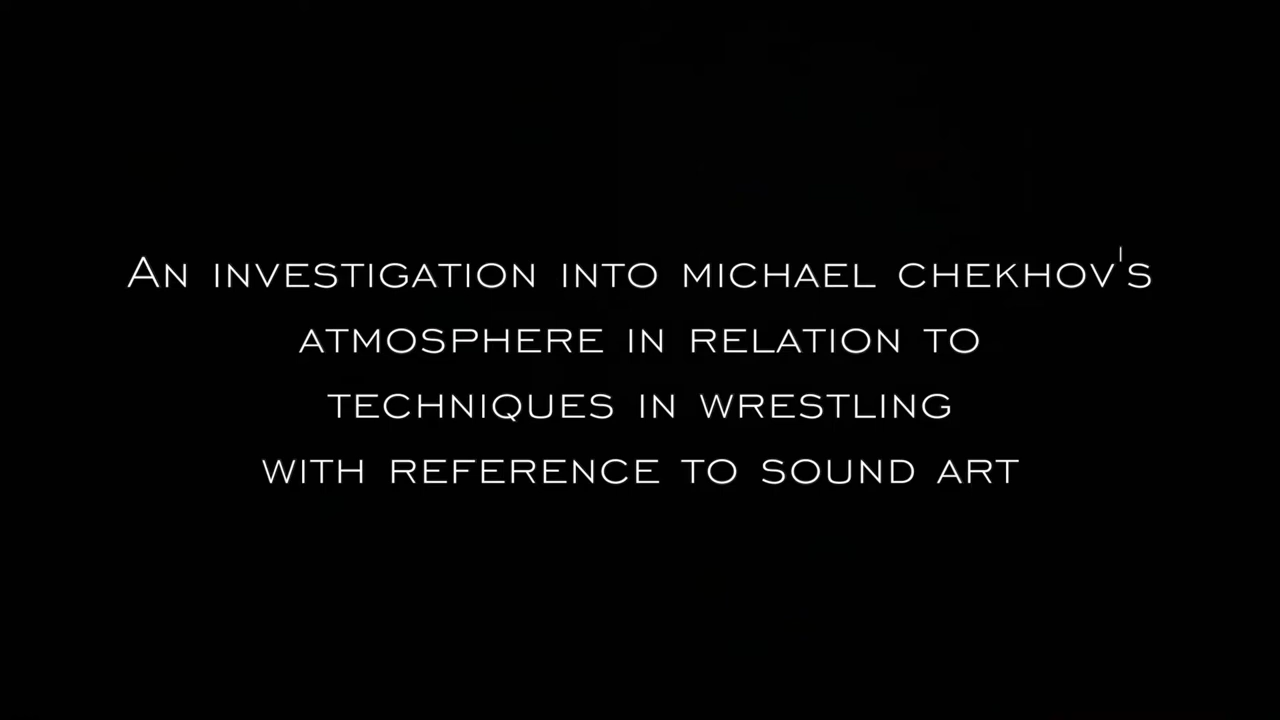 An investigation into michael chekhov's
atmosphere in relation to
techniques in wrestling
with reference to sound art